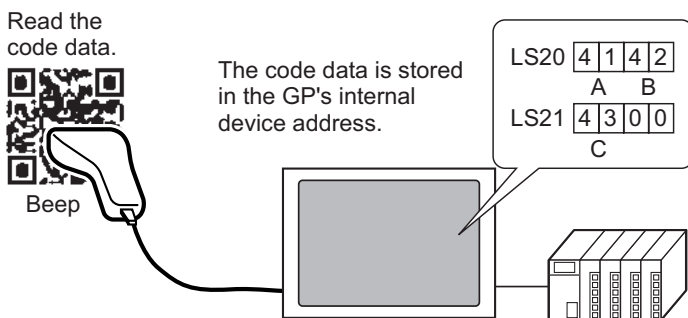 Read the
code data.
Beep
The code data is stored
in the GP's internal
device address.
LS20 4 1 4 2
A B
LS21 4 3 0 0
C